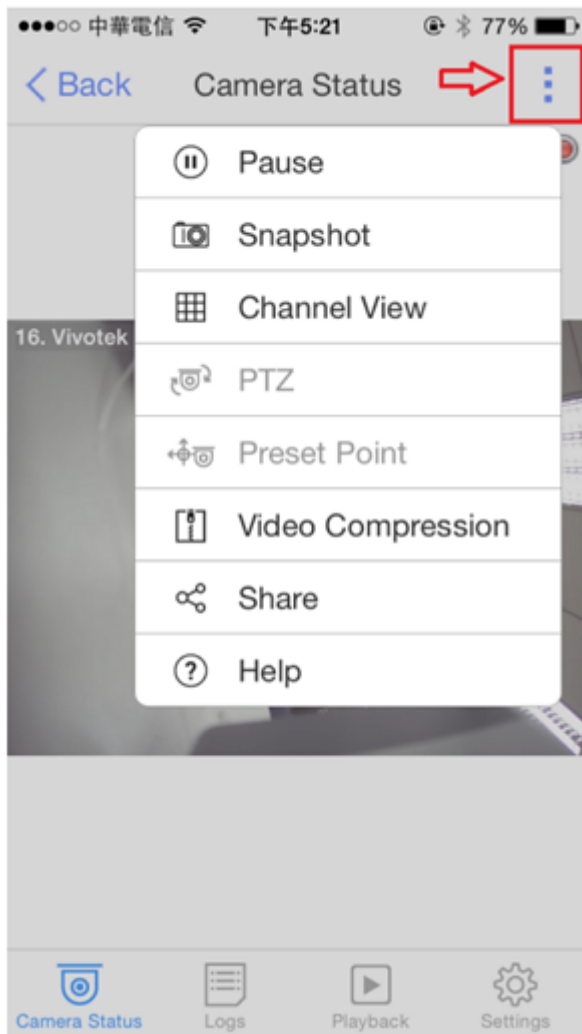 中華電信 下午5:21 77%
Back Camera Status
Pause
Snapshot
Channel View
16. Vivotek
PTZ
Preset Point
Video Compression
Share
Help
Camera Status Logs Playback Settings